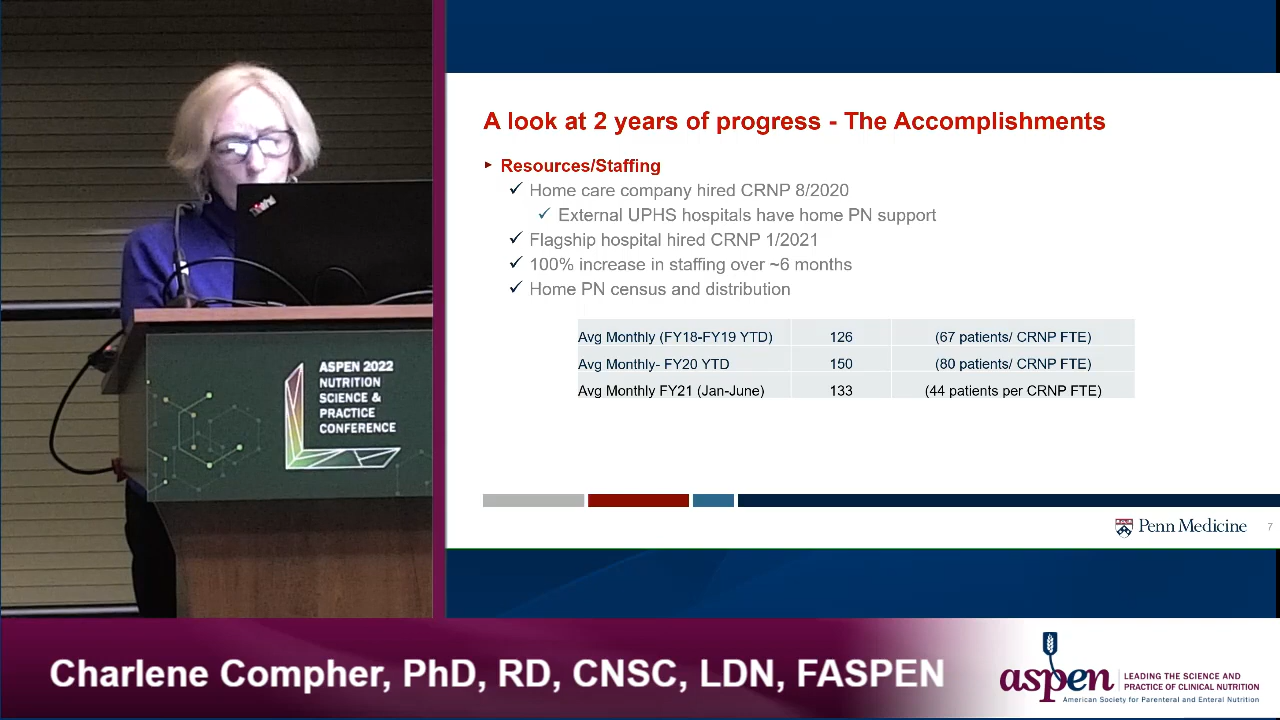 A look at 2 years of progress - The Accomplishments
Resources/Staffing
Home care company hired CRNP 8/2020
External UPHS hospitals have home PN support
Flagship hospital hired CRNP 1/2021
100% increase in staffing over ~6 months
Home PN census and distribution
Avg Monthly (FY18-FY19 YTD) 126 (67 patients/ CRNP FTE)
Avg Monthly- FY20 YTD 150 (80 patients/ CRNP FTE)
Avg Monthly FY21 (Jan-June) 133 (44 patients per CRNP FTE)
Penn Medicine 7
ASPEN 2022
NUTRITION
SCIENCE &
PRACTICE
CONFERENCE
Charlene Compher, PhD, RD, CNSC, LDN, FASPEN
aspen
LEADING THE SCIENCE AND
PRACTICE OF CLINICAL NUTRITION
American Society for Parenteral and Enteral Nutrition